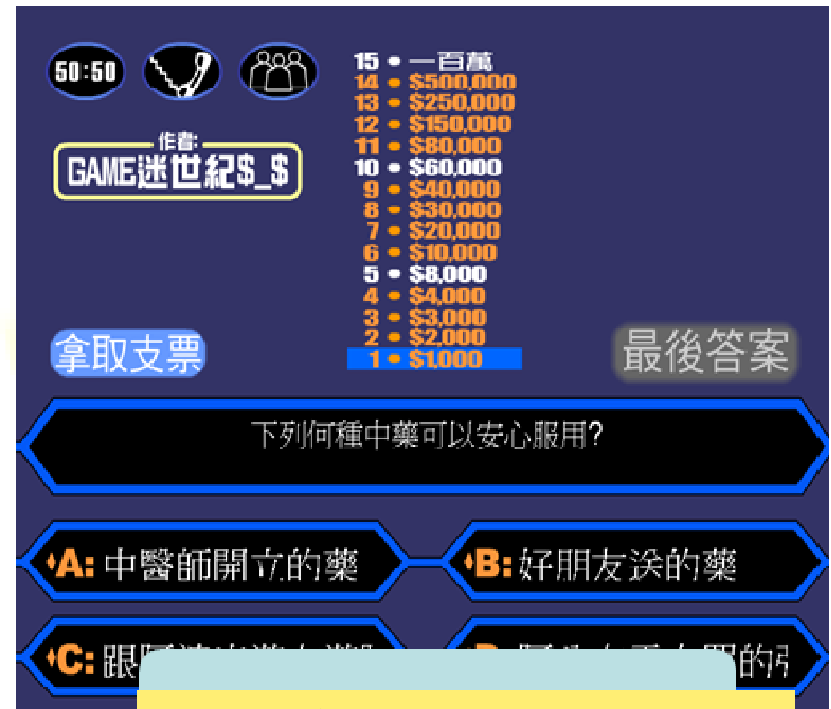 50:50
作者:
GAME迷世紀$_$
15 • 一百萬
14 • $500,000
13 • $250,000
12 • $150,000
11 • $80,000
10 • $60,000
9 • $40,000
8 • $30,000
7 • $20,000
6 • $10,000
5 • $8,000
4 • $4,000
3 • $3,000
2 • $2,000
1 • $1,000
拿取支票
最後答案
下列何種中藥可以安心服用?
A: 中醫師開立的藥
B: 好朋友送的藥
C: 跟
的